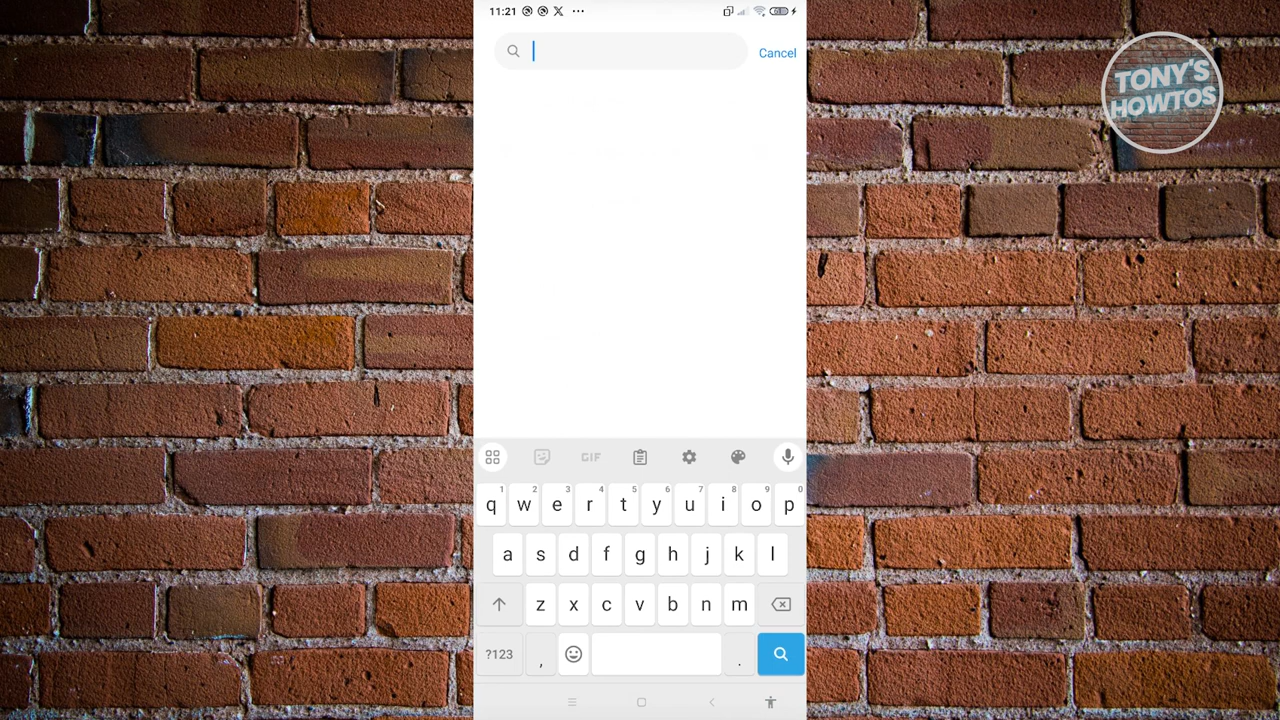 11:21
Cancel
TONY'S
HOWTOS
GIF
1 2 3 4 5 6 7 8 9 0
q w e r t y u i o p
a s d f g h j k l
z x c v b n m
?123 , .